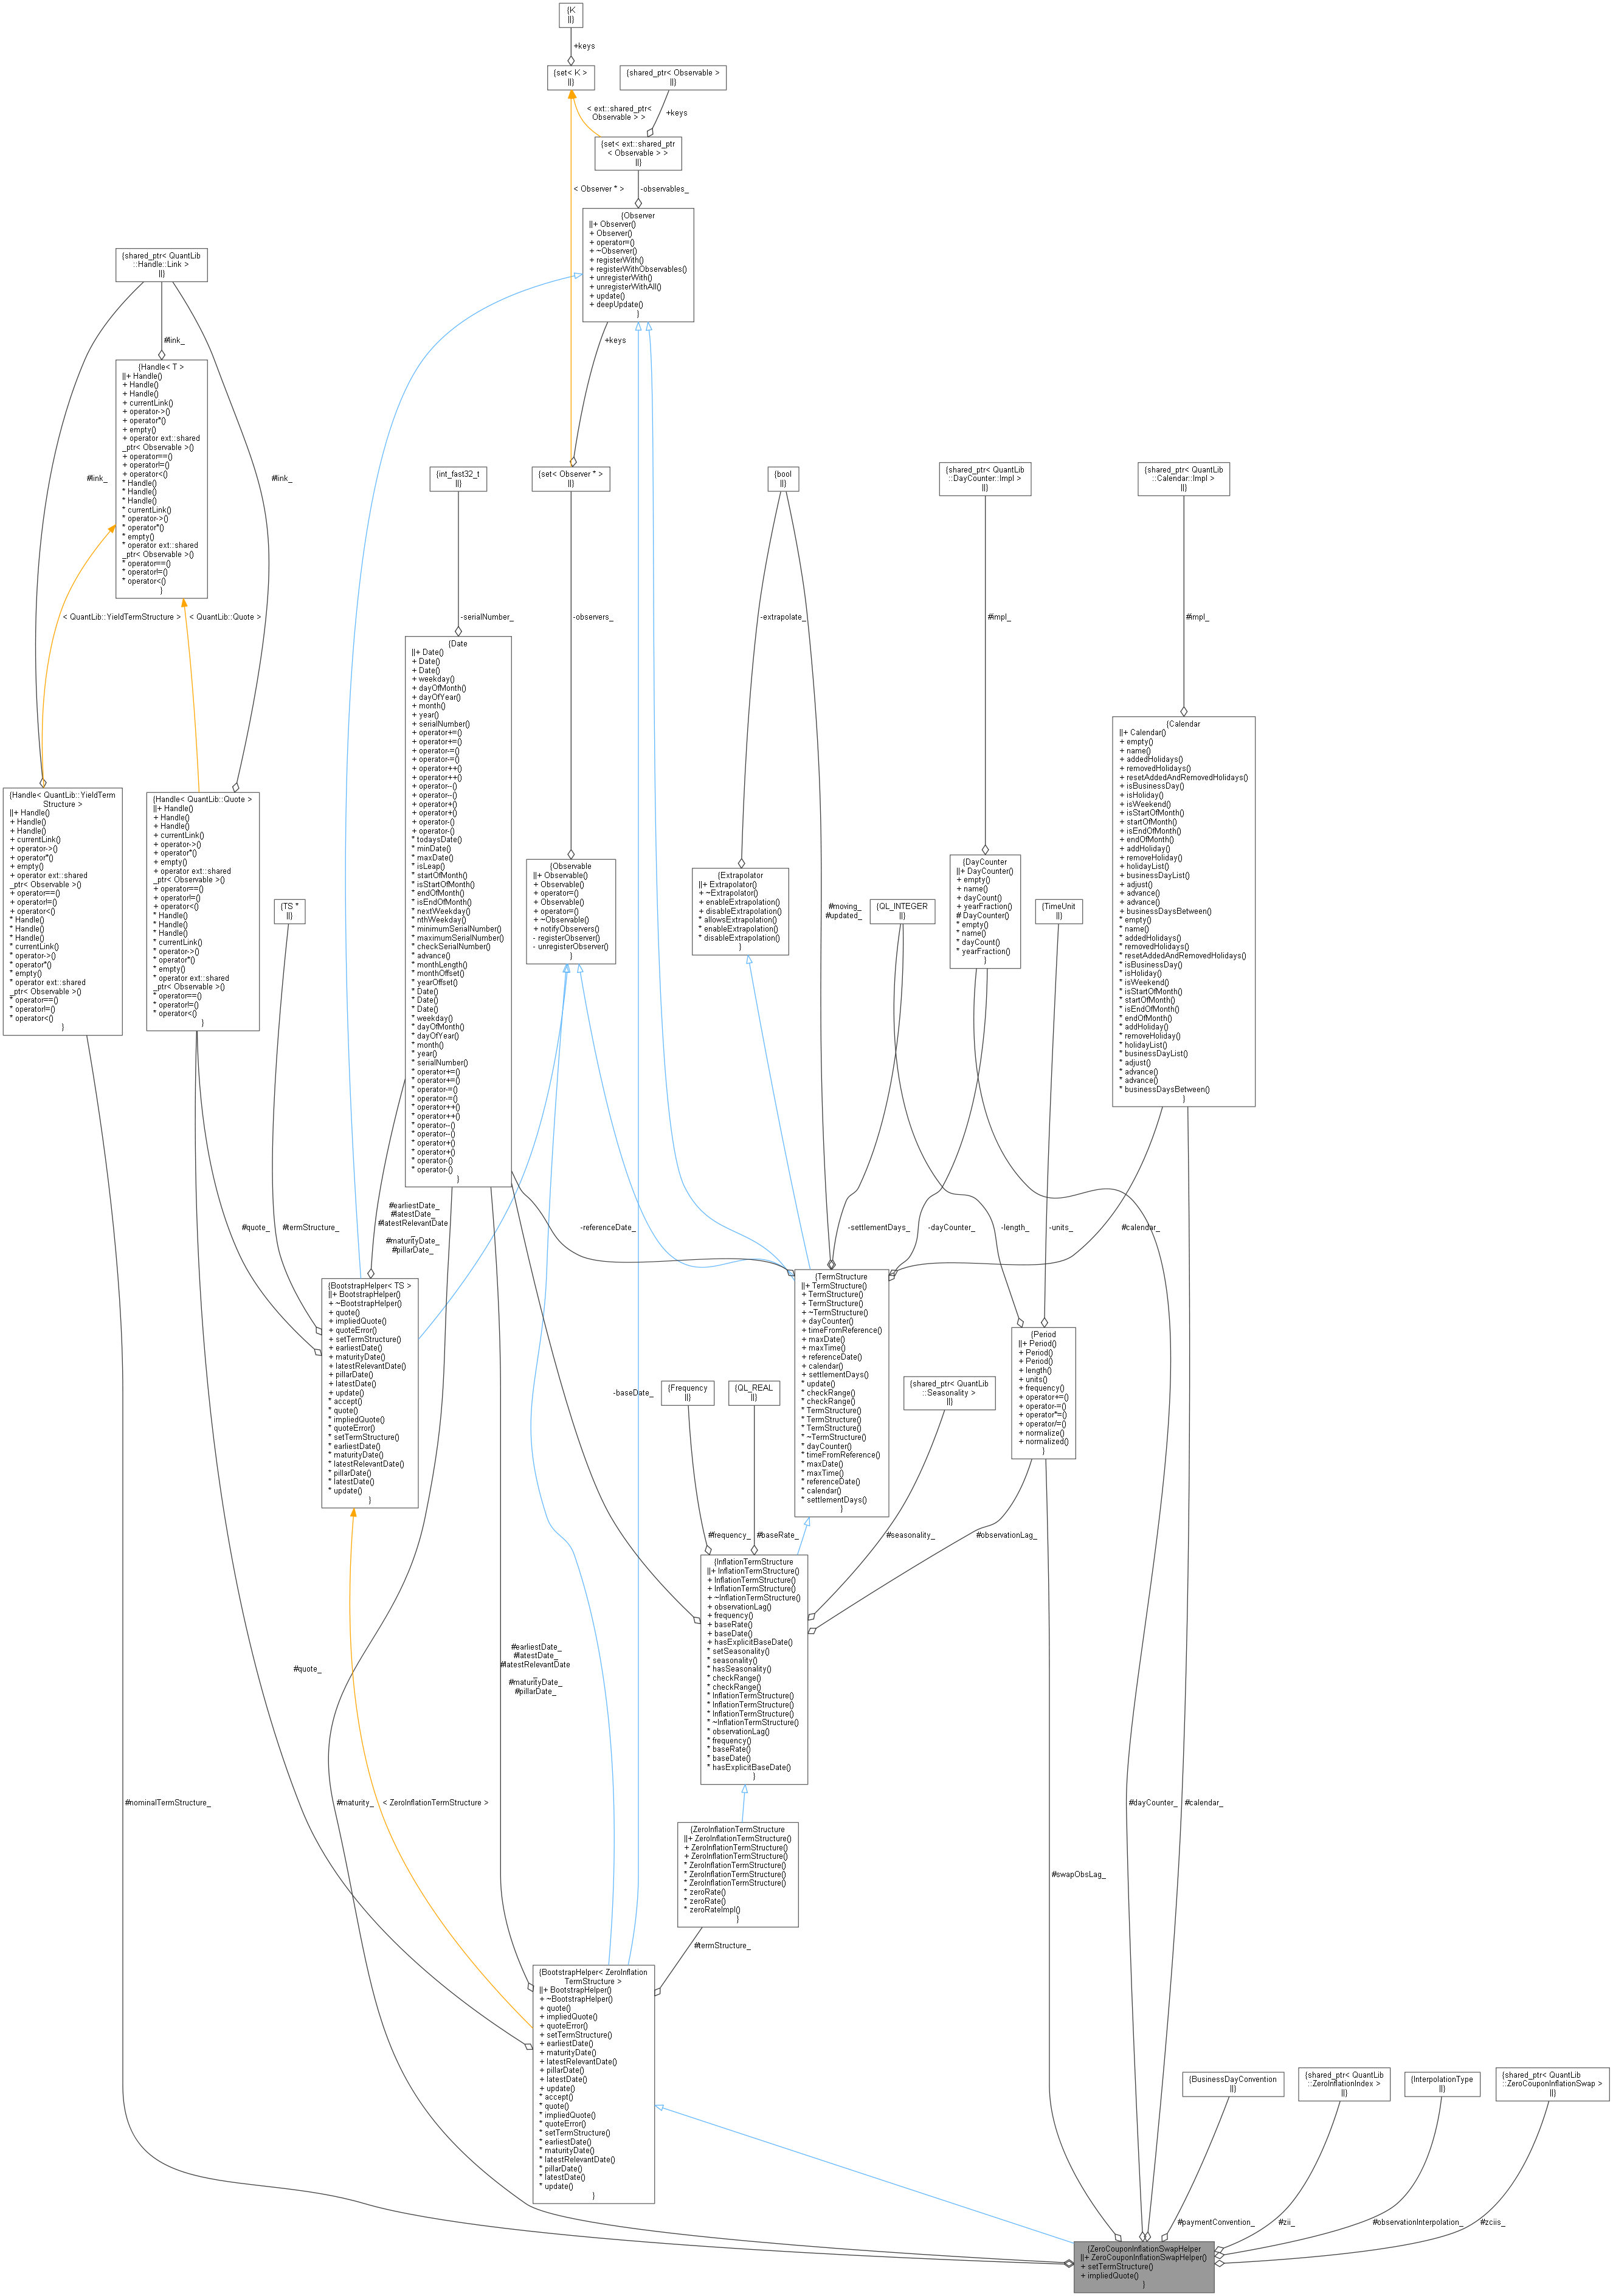 {K
||}
+keys
{set< K >
||}
{shared_ptr< Observable >
||}
< ext::shared_ptr<
Observable > >
+keys
{set< ext::shared_ptr
< Observable > >
||}
< Observer * >
-observables_
{Observer
||+ Observer()
+ Observer()
+ operator=()
+ ~Observer()
+ registerWith()
+ registerWithObservables()
+ unregisterWith()
+ unregisterWithAll()
+ update()
+ deepUpdate()
}
{shared_ptr< QuantLib
::Handle::Link >
||}
#link_
+keys
{Handle< T >
||+ Handle()
+ Handle()
+ Handle()
+ currentLink()
+ operator->()
+ operator*()
+ empty()
+ operator ext::shared
_ptr< Observable >()
+ operator==()
+ operator!=()
+ operator<()
* Handle()
* Handle()
* Handle()
* currentLink()
* operator->()
* operator*()
* empty()
* operator ext::shared
_ptr< Observable >()
* operator==()
* operator!=()
* operator<()
}
#link_
#link_
{int_fast32_t
||}
{set< Observer * >
||}
{bool
||}
{shared_ptr< QuantLib
::DayCounter::Impl >
||}
{shared_ptr< QuantLib
::Calendar::Impl >
||}
< QuantLib::YieldTermStructure >
< QuantLib::Quote >
-serialNumber_
-observers_
-extrapolate_
#impl_
#impl_
{Date
||+ Date()
+ Date()
+ Date()
+ weekday()
+ dayOfMonth()
+ dayOfYear()
+ month()
+ year()
+ serialNumber()
+ operator+=()
+ operator+=()
+ operator-=()
+ operator-=()
+ operator++()
+ operator++()
+ operator--()
+ operator--()
+ operator+()
+ operator+()
+ operator-()
+ operator-()
* todaysDate()
* minDate()
* maxDate()
* isLeap()
* startOfMonth()
* isStartOfMonth()
* endOfMonth()
* isEndOfMonth()
* nextWeekday()
* nthWeekday()
* minimumSerialNumber()
* maximumSerialNumber()
* checkSerialNumber()
* advance()
* monthLength()
* monthOffset()
* yearOffset()
* Date()
* Date()
* Date()
* weekday()
* dayOfMonth()
* dayOfYear()
* month()
* year()
* serialNumber()
* operator+=()
* operator+=()
* operator-=()
* operator-=()
* operator++()
* operator++()
* operator--()
* operator--()
* operator+()
* operator+()
* operator-()
* operator-()
}
{Calendar
||+ Calendar()
+ empty()
+ name()
+ addedHolidays()
+ removedHolidays()
+ resetAddedAndRemovedHolidays()
+ isBusinessDay()
+ isHoliday()
+ isWeekend()
+ isStartOfMonth()
+ startOfMonth()
+ isEndOfMonth()
+ endOfMonth()
+ addHoliday()
+ removeHoliday()
+ holidayList()
+ businessDayList()
+ adjust()
+ advance()
+ advance()
+ businessDaysBetween()
* empty()
* name()
* addedHolidays()
* removedHolidays()
* resetAddedAndRemovedHolidays()
* isBusinessDay()
* isHoliday()
* isWeekend()
* isStartOfMonth()
* startOfMonth()
* isEndOfMonth()
* endOfMonth()
* addHoliday()
* removeHoliday()
* holidayList()
* businessDayList()
* adjust()
* advance()
* advance()
* businessDaysBetween()
}
{Handle< QuantLib::YieldTerm
Structure >
||+ Handle()
+ Handle()
+ Handle()
+ currentLink()
+ operator->()
+ operator*()
+ empty()
+ operator ext::shared
_ptr< Observable >()
+ operator==()
+ operator!=()
+ operator<()
* Handle()
* Handle()
* Handle()
* currentLink()
* operator->()
* operator*()
* empty()
* operator ext::shared
_ptr< Observable >()
* operator==()
* operator!=()
* operator<()
}
{Handle< QuantLib::Quote >
||+ Handle()
+ Handle()
+ Handle()
+ currentLink()
+ operator->()
+ operator*()
+ empty()
+ operator ext::shared
_ptr< Observable >()
+ operator==()
+ operator!=()
+ operator<()
* Handle()
* Handle()
* Handle()
* currentLink()
* operator->()
* operator*()
* empty()
* operator ext::shared
_ptr< Observable >()
* operator==()
* operator!=()
* operator<()
}
{TS *
||}
{Observable
||+ Observable()
+ Observable()
+ operator=()
+ Observable()
+ operator=()
+ ~Observable()
+ notifyObservers()
- registerObserver()
- unregisterObserver()
}
{Extrapolator
||+ Extrapolator()
+ ~Extrapolator()
+ enableExtrapolation()
+ disableExtrapolation()
* allowsExtrapolation()
* enableExtrapolation()
* disableExtrapolation()
}
#moving_
#updated_
{QL_INTEGER
||}
{DayCounter
||+ DayCounter()
+ empty()
+ name()
+ dayCount()
+ yearFraction()
# DayCounter()
* empty()
* name()
* dayCount()
* yearFraction()
}
{TimeUnit
||}
#quote_
#termStructure_
#earliestDate_
#latestDate_
#latestRelevantDate
_
#maturityDate_
#pillarDate_
-referenceDate_
-settlementDays_
-dayCounter_
-length_
-units_
#calendar_
{BootstrapHelper< TS >
||+ BootstrapHelper()
+ ~BootstrapHelper()
+ quote()
+ impliedQuote()
+ quoteError()
+ setTermStructure()
+ earliestDate()
+ maturityDate()
+ latestRelevantDate()
+ pillarDate()
+ latestDate()
+ update()
* accept()
* quote()
* impliedQuote()
* quoteError()
* setTermStructure()
* earliestDate()
* maturityDate()
* latestRelevantDate()
* pillarDate()
* latestDate()
* update()
}
{TermStructure
||+ TermStructure()
+ TermStructure()
+ TermStructure()
+ ~TermStructure()
+ dayCounter()
+ timeFromReference()
+ maxDate()
+ maxTime()
+ referenceDate()
+ calendar()
+ settlementDays()
* update()
* checkRange()
* checkRange()
* TermStructure()
* TermStructure()
* TermStructure()
* ~TermStructure()
* dayCounter()
* timeFromReference()
* maxDate()
* maxTime()
* referenceDate()
* calendar()
* settlementDays()
}
{Period
||+ Period()
+ Period()
+ Period()
+ length()
+ units()
+ frequency()
+ operator+=()
+ operator-=()
+ operator*=()
+ operator/=()
+ normalize()
+ normalized()
}
-baseDate_
{Frequency
||}
{QL_REAL
||}
{shared_ptr< QuantLib
::Seasonality >
||}
#frequency_
#baseRate_
#seasonality_
#observationLag_
{InflationTermStructure
||+ InflationTermStructure()
+ InflationTermStructure()
+ InflationTermStructure()
+ ~InflationTermStructure()
+ observationLag()
+ frequency()
+ baseRate()
+ baseDate()
+ hasExplicitBaseDate()
* setSeasonality()
* seasonality()
* hasSeasonality()
* checkRange()
* checkRange()
* InflationTermStructure()
* InflationTermStructure()
* InflationTermStructure()
* ~InflationTermStructure()
* observationLag()
* frequency()
* baseRate()
* baseDate()
* hasExplicitBaseDate()
}
#quote_
#earliestDate_
#latestDate_
#latestRelevantDate
_
#maturityDate_
#pillarDate_
#nominalTermStructure_
#maturity_
< ZeroInflationTermStructure >
#dayCounter_
#calendar_
{ZeroInflationTermStructure
||+ ZeroInflationTermStructure()
+ ZeroInflationTermStructure()
+ ZeroInflationTermStructure()
* ZeroInflationTermStructure()
* ZeroInflationTermStructure()
* ZeroInflationTermStructure()
* zeroRate()
* zeroRate()
* zeroRateImpl()
}
#swapObsLag_
#termStructure_
{BootstrapHelper< ZeroInflation
TermStructure >
||+ BootstrapHelper()
+ ~BootstrapHelper()
+ quote()
+ impliedQuote()
+ quoteError()
+ setTermStructure()
+ earliestDate()
+ maturityDate()
+ latestRelevantDate()
+ pillarDate()
+ latestDate()
+ update()
* accept()
* quote()
* impliedQuote()
* quoteError()
* setTermStructure()
* earliestDate()
* maturityDate()
* latestRelevantDate()
* pillarDate()
* latestDate()
* update()
}
{BusinessDayConvention
||}
{shared_ptr< QuantLib
::ZeroInflationIndex >
||}
{InterpolationType
||}
{shared_ptr< QuantLib
::ZeroCouponInflationSwap >
||}
#paymentConvention_
#zii_
#observationInterpolation_
#zciis_
{ZeroCouponInflationSwapHelper
||+ ZeroCouponInflationSwapHelper()
+ setTermStructure()
+ impliedQuote()
}